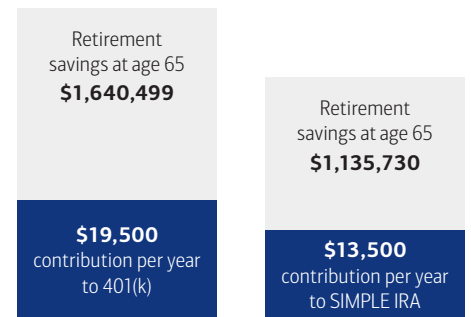 Retirement
savings at age 65
$1,640,499
$19,500
contribution per year
to 401(k)
Retirement
savings at age 65
$1,135,730
$13,500
contribution per year
to SIMPLE IRA